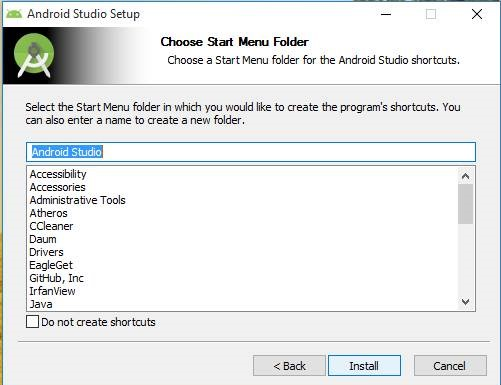 Android Studio Setup
Choose Start Menu Folder
Choose a Start Menu folder for the Android Studio shortcuts.
Select the Start Menu folder in which you would like to create the program's shortcuts. You
can also enter a name to create a new folder.
Android Studio
Accessibility
Accessories
Administrative Tools
Atheros
CCleaner
Daum
Drivers
EagleGet
GitHub, Inc
IrfanView
Java
Do not create shortcuts
< Back
Install
Cancel